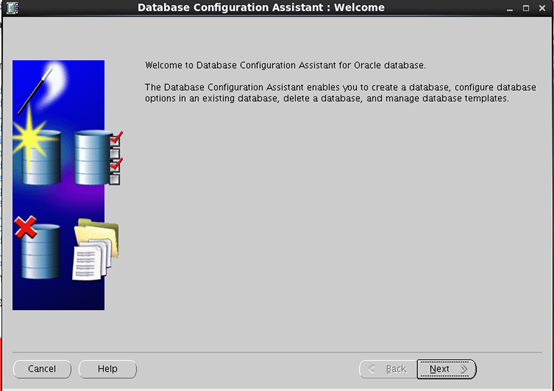 Database Configuration Assistant : Welcome
Welcome to Database Configuration Assistant for Oracle database.
The Database Configuration Assistant enables you to create a database, configure database
options in an existing database, delete a database, and manage database templates.
Cancel
Help
Back
Next